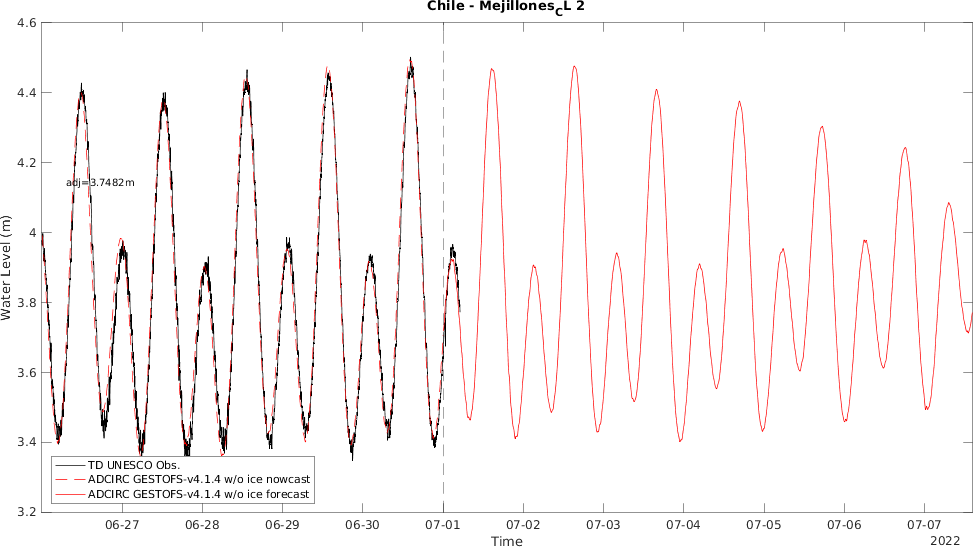 Chile - Mejillones_CL 2
4.6
4.4
4.2
4
3.8
3.6
3.4
3.2
Water Level (m)
adj=3.7482m
TD UNESCO Obs.
ADCIRC GESTOFS-v4.1.4 w/o ice nowcast
ADCIRC GESTOFS-v4.1.4 w/o ice forecast
06-27 06-28 06-29 06-30 07-01 07-02 07-03 07-04 07-05 07-06 07-07
Time
2022